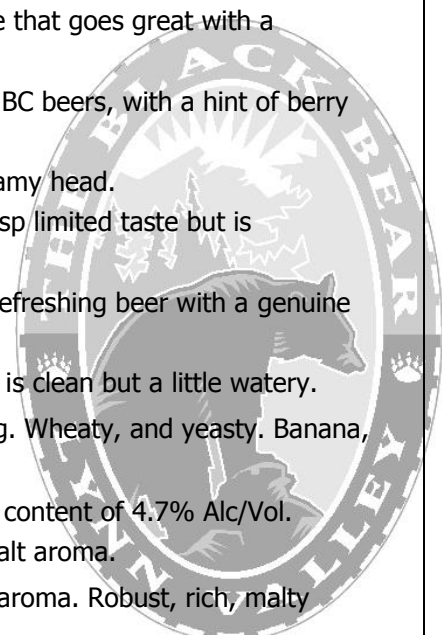 e that goes great with a
BC beers, with a hint of berry
amy head.
sp limited taste but is
refreshing beer with a genuine
is clean but a little watery.
g. Wheaty, and yeasty. Banana,
content of 4.7% Alc/Vol.
alt aroma.
aroma. Robust, rich, malty
THE BLACK BEAR
LYNN VALLEY